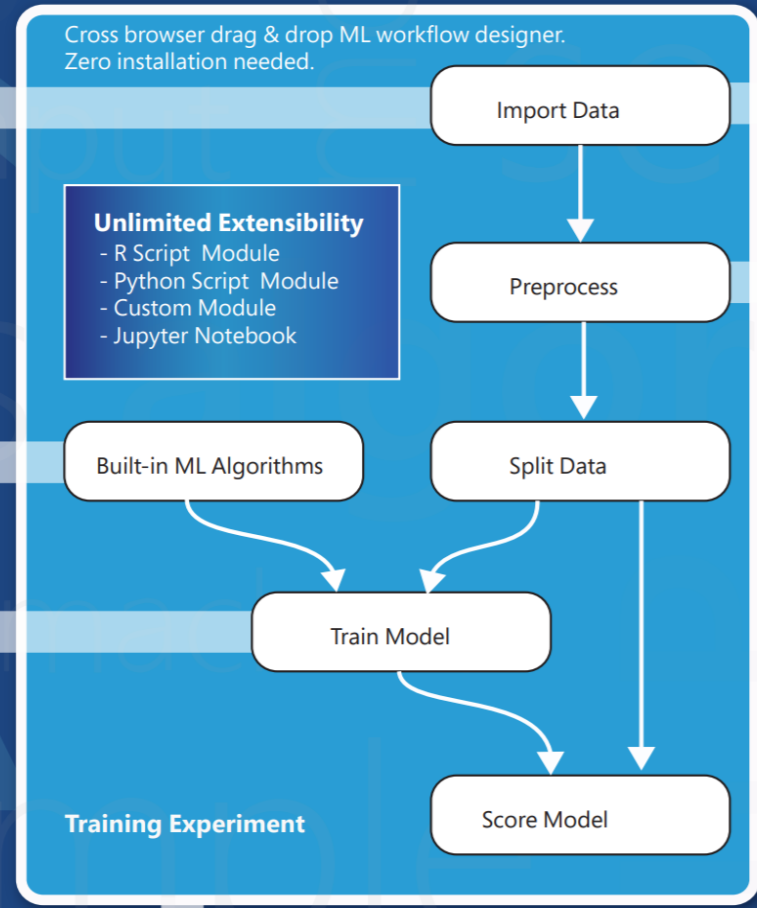 Cross browser drag & drop ML workflow designer.
Zero installation needed.
Import Data
Unlimited Extensibility
- R Script Module
- Python Script Module
- Custom Module
- Jupyter Notebook
Preprocess
Built-in ML Algorithms
Split Data
Train Model
Score Model
Training Experiment